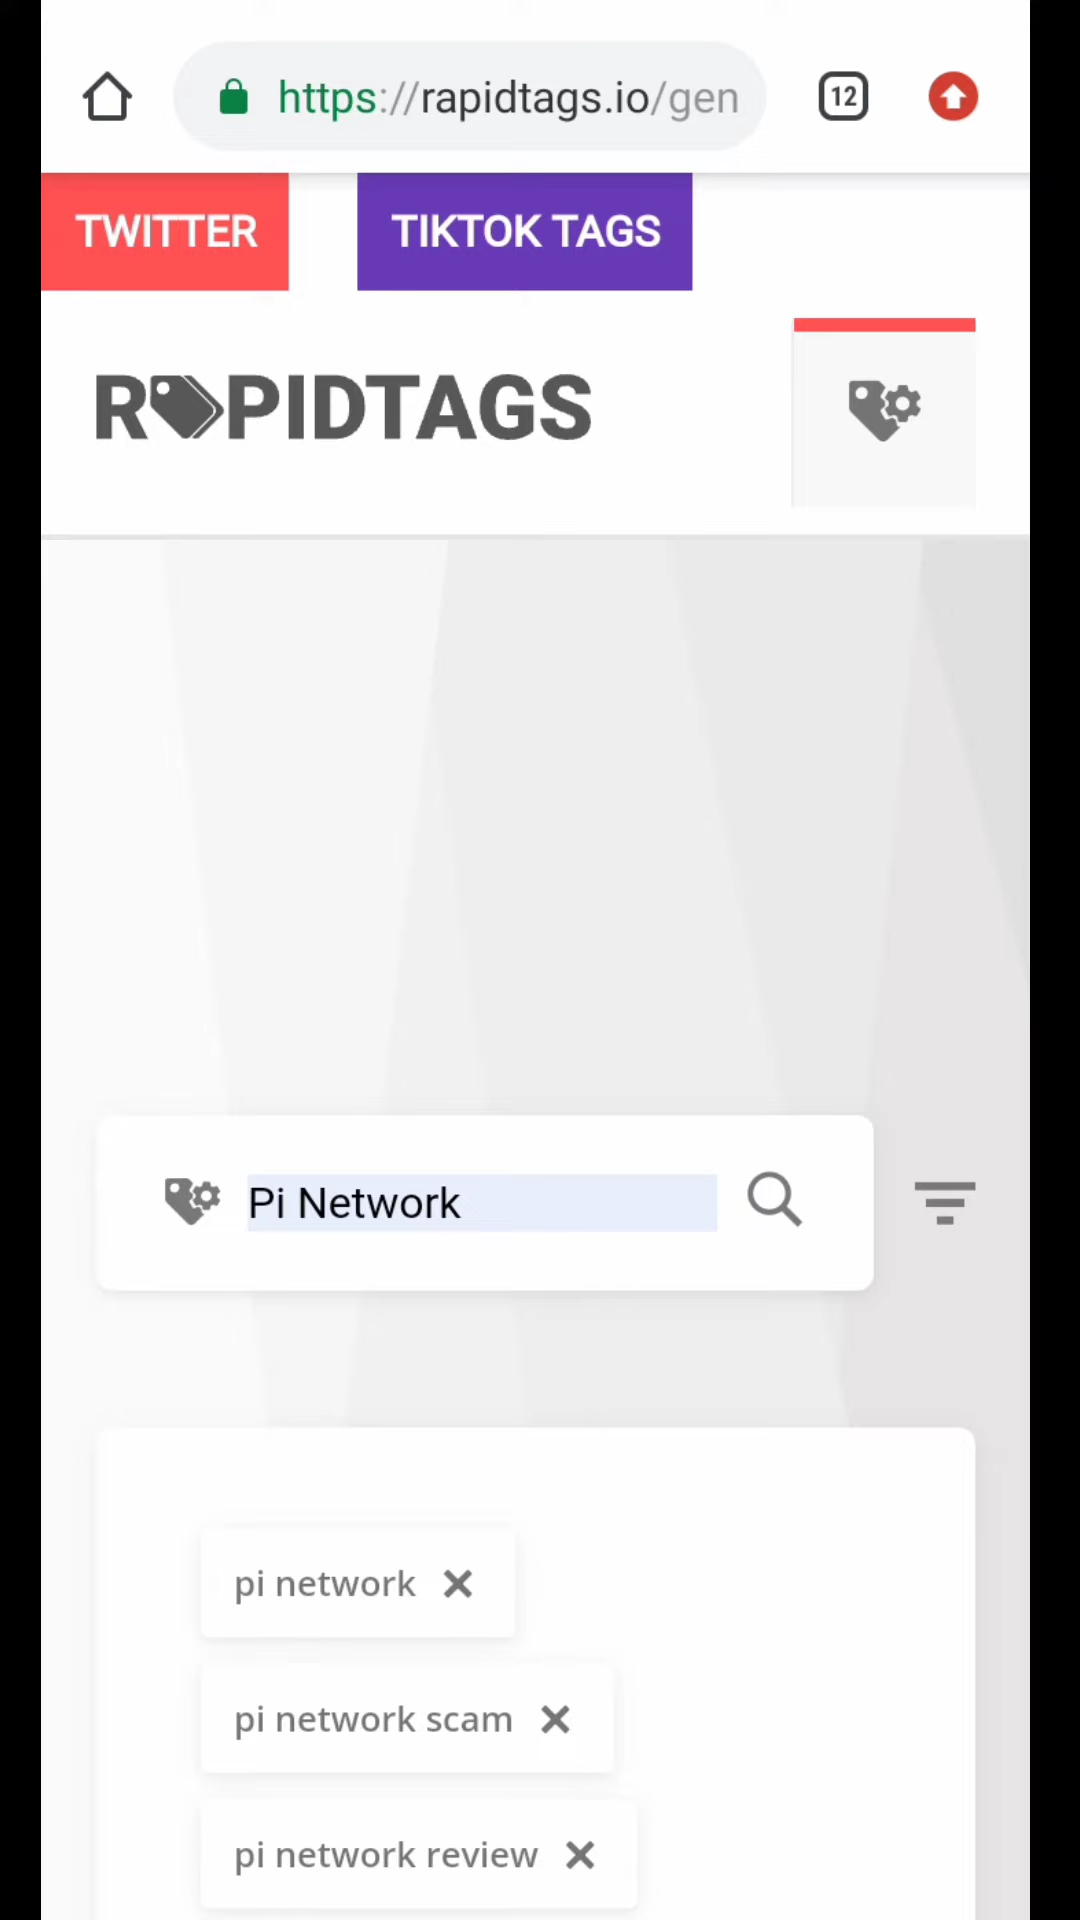 https://rapidtags.io/gen
12
TWITTER
TIKTOK TAGS
RAPIDTAGS
Pi Network
pi network
pi network scam
pi network review